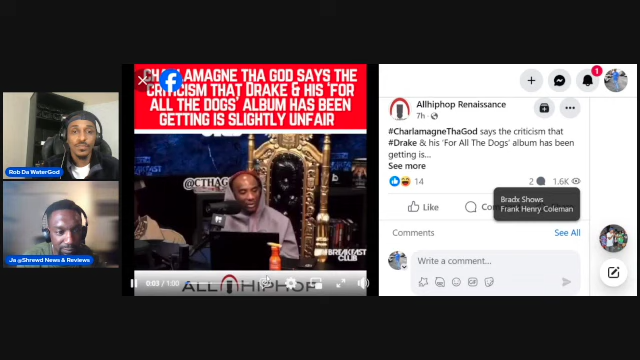 CHARLAMAGNE THA GOD SAYS THE
CRITICISM THAT DRAKE & HIS 'FOR
ALL THE DOGS' ALBUM HAS BEEN
GETTING IS SLIGHTLY UNFAIR
@CTHAG
BREAKFAST
CLUB
0:03 / 1:00
ALLHIPHOP
Rob Da WaterGod
Ja @Shrewd News & Reviews
1
Allhiphop Renaissance
7h
#CharlamagneThaGod says the criticism that
#Drake & his 'For All The Dogs' album has been
getting is...
See more
14
2
1.6K
Bradx Shows
Frank Henry Coleman
Like
Comments
See All
Write a comment...